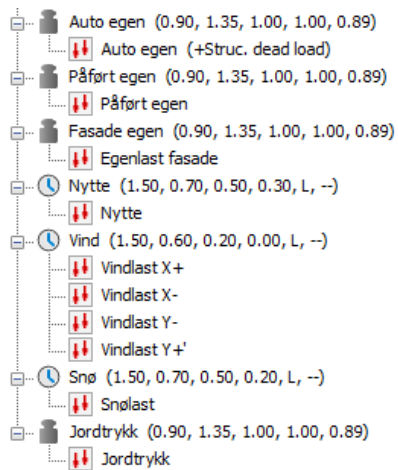 Auto egen (0.90, 1.35, 1.00, 1.00, 0.89)
Auto egen (+Struc. dead load)
Påført egen (0.90, 1.35, 1.00, 1.00, 0.89)
Påført egen
Fasade egen (0.90, 1.35, 1.00, 1.00, 0.89)
Egenlast fasade
Nytte (1.50, 0.70, 0.50, 0.30, L, --)
Nytte
Vind (1.50, 0.60, 0.20, 0.00, L, --)
Vindlast X+
Vindlast X-
Vindlast Y-
Vindlast Y+'
Snø (1.50, 0.70, 0.50, 0.20, L, --)
Snølast
Jordtrykk (0.90, 1.35, 1.00, 1.00, 0.89)
Jordtrykk